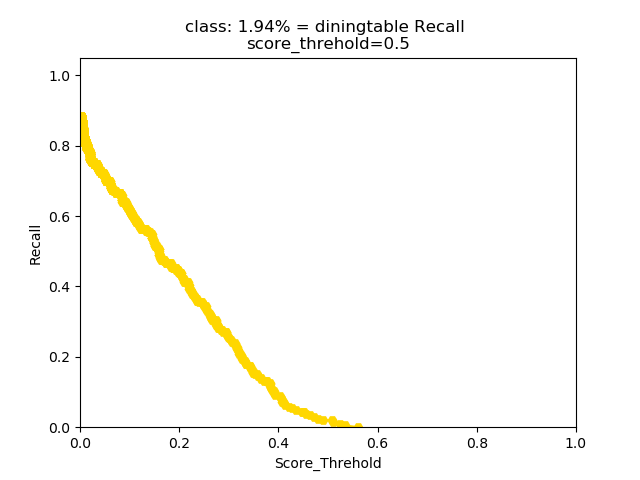 class: 1.94% = diningtable Recall
score_threhold=0.5
1.0
0.8
0.6
0.4
0.2
0.0
Recall
0.0 0.2 0.4 0.6 0.8 1.0
Score_Threhold